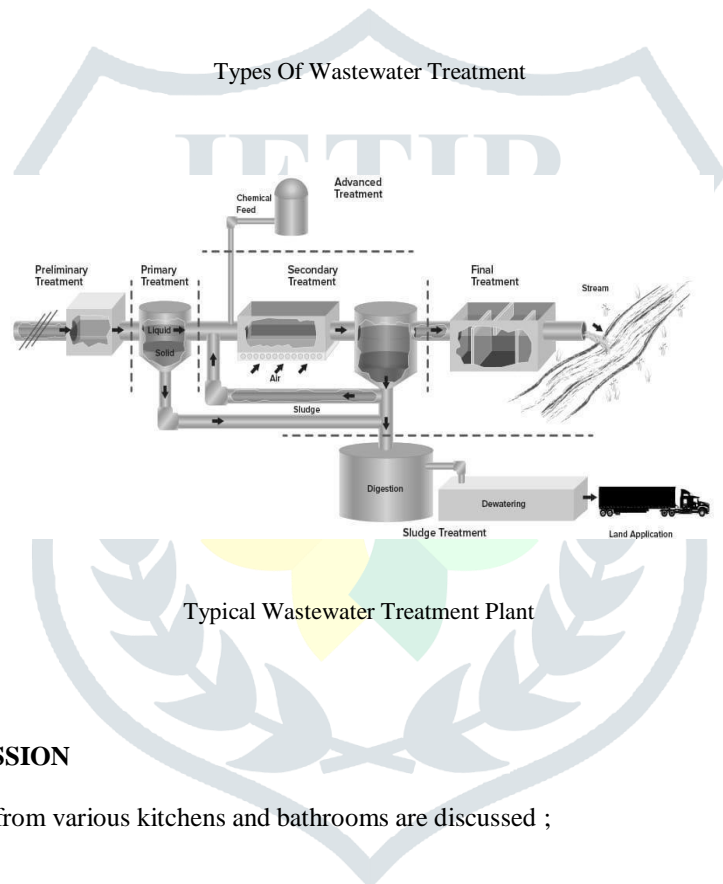 Types Of Wastewater Treatment
JETIR
Advanced
Treatment
Chemical
Feed
Preliminary
Treatment
Primary
Treatment
Secondary
Treatment
Final
Treatment
Stream
Liquid
Solid
Air
Sludge
Digestion
Dewatering
Sludge Treatment
Land Application
Typical Wastewater Treatment Plant
SSION
from various kitchens and bathrooms are discussed ;